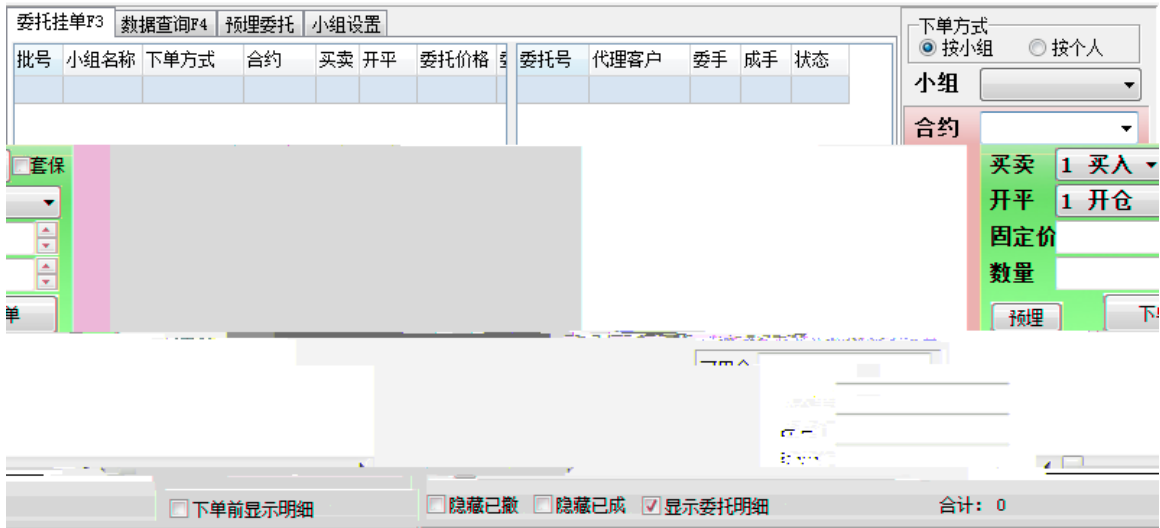 委托挂单F3 数据查询F4 预埋委托 小组设置
下单方式
按小组 按个人
批号 小组名称 下单方式 合约 买卖 开平 委托价格 委托号 代理客户 委手 成手 状态
小组
合约
套保 买卖 1 买入
开平 1 开仓
固定价
数量
单 预埋 下
下单前显示明细 隐藏已撤 隐藏已成 显示委托明细 合计: 0